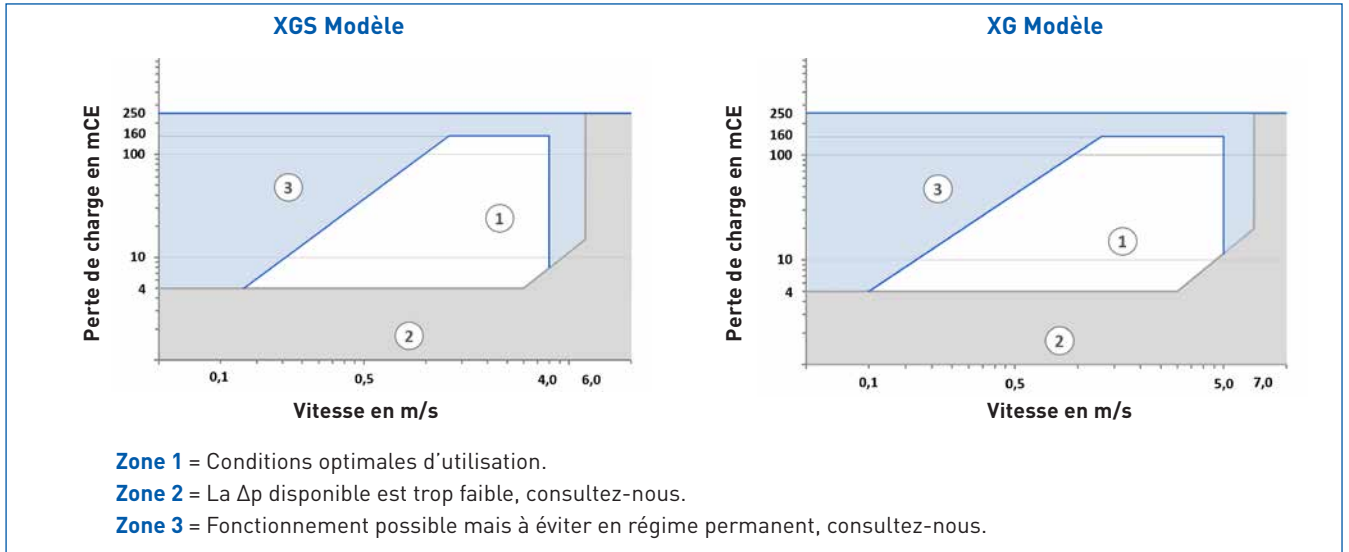 XGS Modèle
Perte de charge en mCE
250
160
100
10
4
3
1
2
0,1
0,5
4,0
6,0
Vitesse en m/s
XG Modèle
Perte de charge en mCE
250
160
100
10
4
3
1
2
0,1
0,5
5,0
7,0
Vitesse en m/s
Zone 1 = Conditions optimales d’utilisation.
Zone 2 = La Δp disponible est trop faible, consultez-nous.
Zone 3 = Fonctionnement possible mais à éviter en régime permanent, consultez-nous.